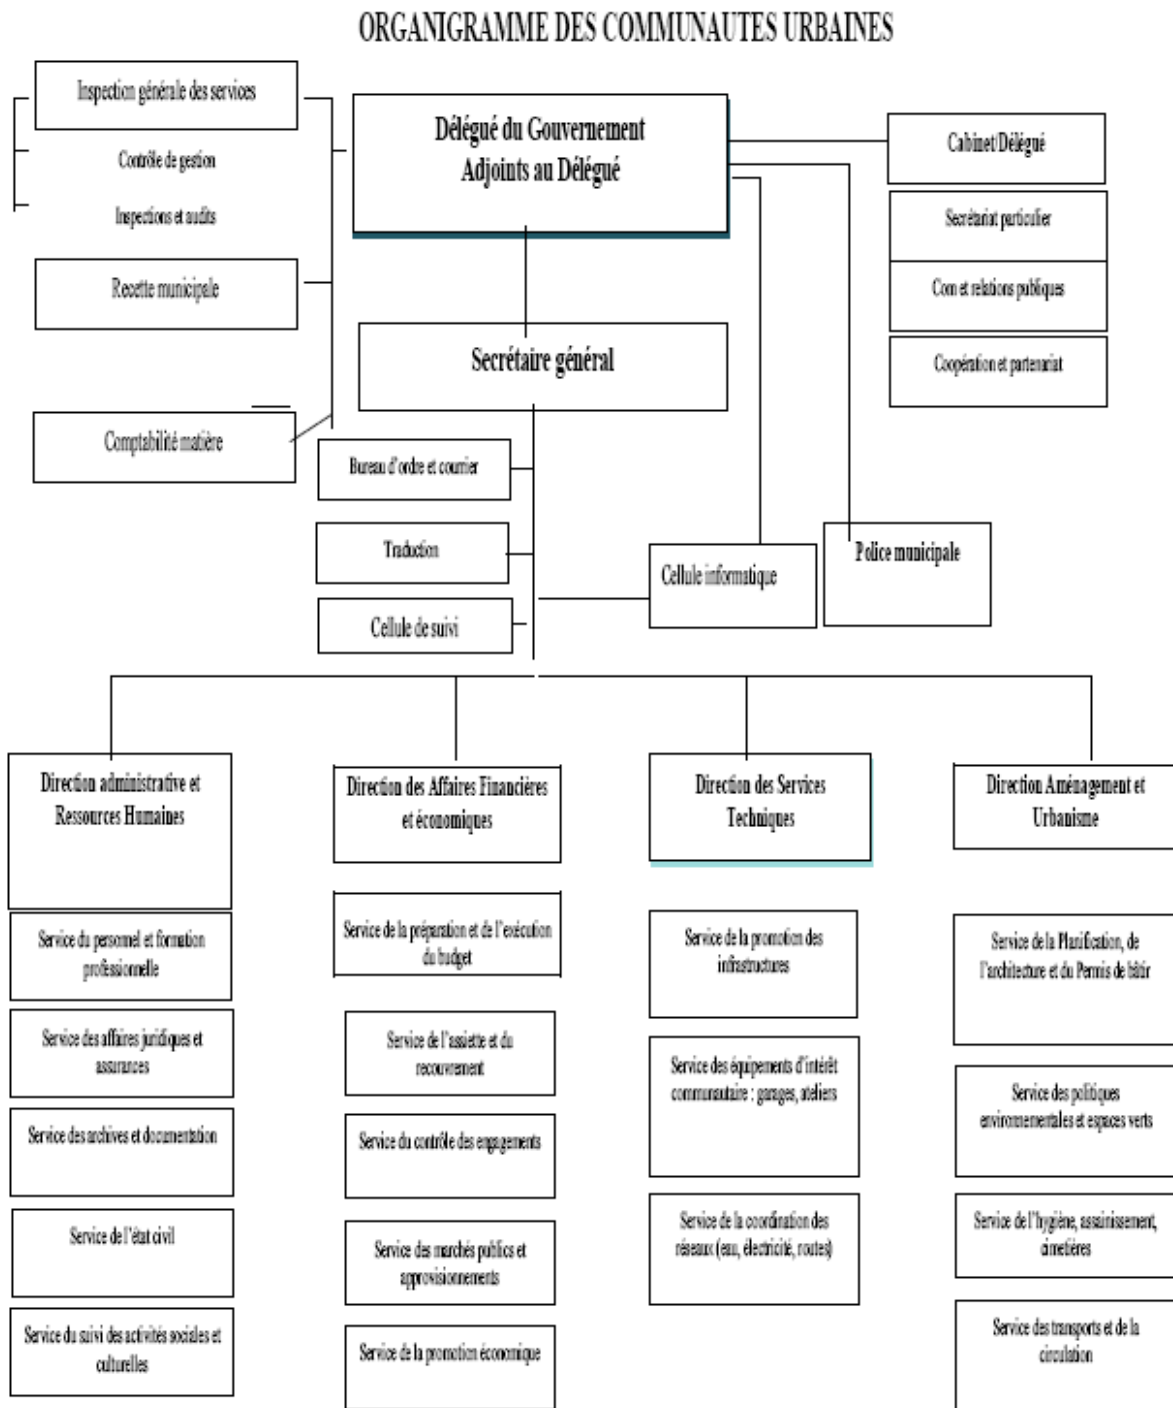 ORGANIGRAMME DES COMMUNAUTES URBAINES
Inspection générale des services
Contrôle de gestion
Inspections et audits
Recette municipale
Comptabilité matière
Délégué du Gouvernement
Adjoints au Délégué
Cabinet/Délégué
Secrétariat particulier
Com et relations publiques
Coopération et partenariat
Secrétaire général
Bureau d'ordre et courrier
Traduction
Cellule de suivi
Cellule informatique
Police municipale
Direction administrative et
Ressources Humaines
Service du personnel et formation
professionnelle
Service des affaires juridiques et
assurances
Service des archives et documentation
Service de l'état civil
Service du suivi des activités sociales et
culturelles
Direction des Affaires Financières
et économiques
Service de la préparation et de l'exécution
du budget
Service de l'assiette et du
recouvrement
Service du contrôle des engagements
Service des marchés publics et
approvisionnements
Service de la promotion économique
Direction des Services
Techniques
Service de la promotion des
infrastructures
Service des équipements d'intérêt
communautaire : garages, ateliers
Service de la coordination des
réseaux (eau, électricité, routes)
Direction Aménagement et
Urbanisme
Service de la Planification, de
l'architecture et du Permis de bâtir
Service des politiques
environnementales et espaces verts
Service de l'hygiène, assainissement,
cimetières
Service des transports et de la
circulation